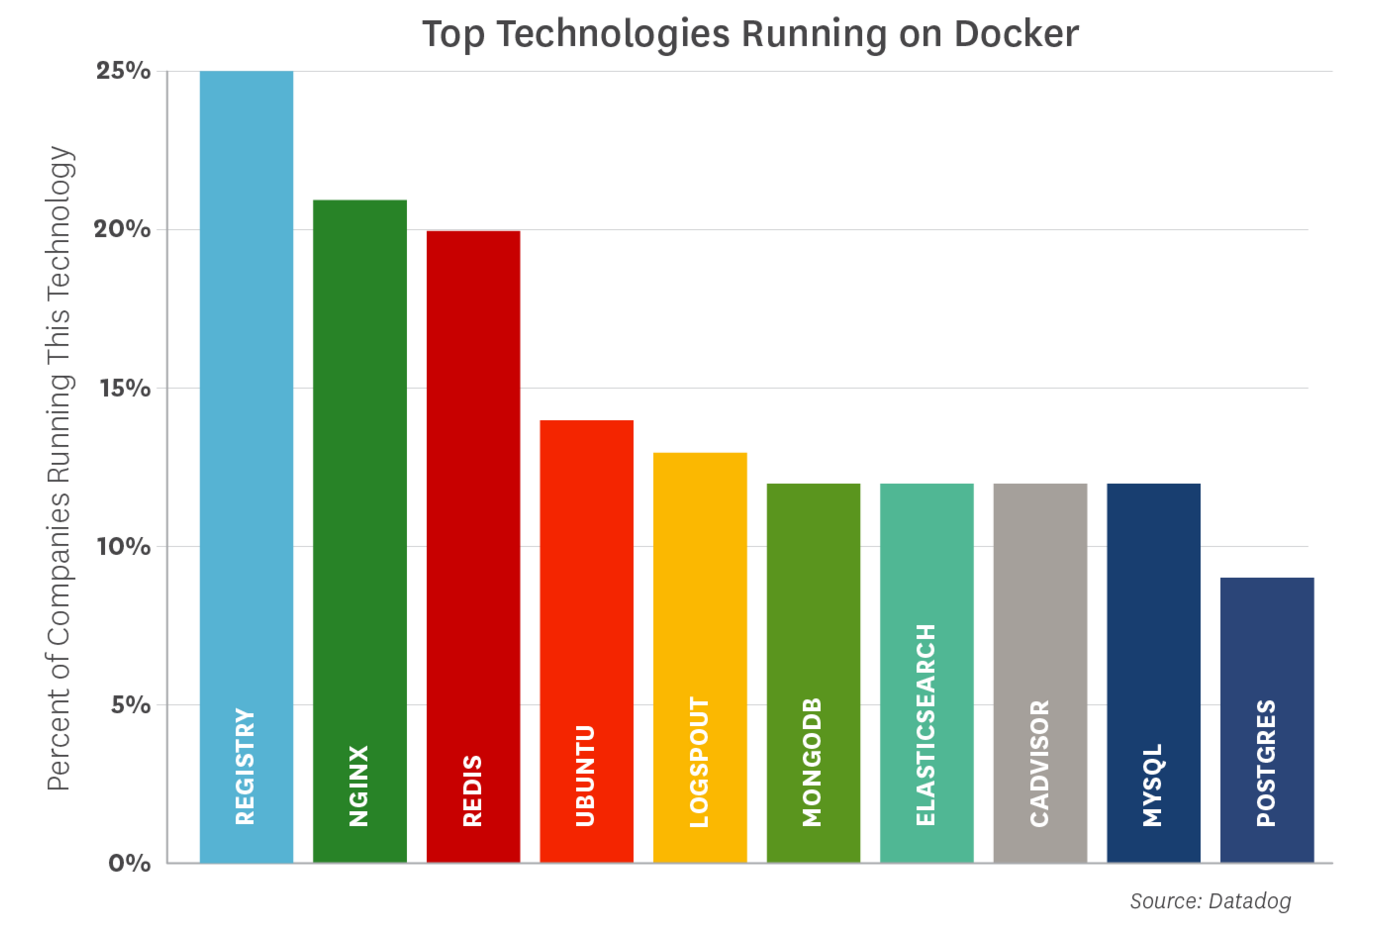 Top Technologies Running on Docker
Percent of Companies Running This Technology
25%
20%
15%
10%
5%
0%
REGISTRY
NGINX
REDIS
UBUNTU
LOGSPOUT
MONGODB
ELASTICSEARCH
CADVISOR
MYSQL
POSTGRES
Source: Datadog